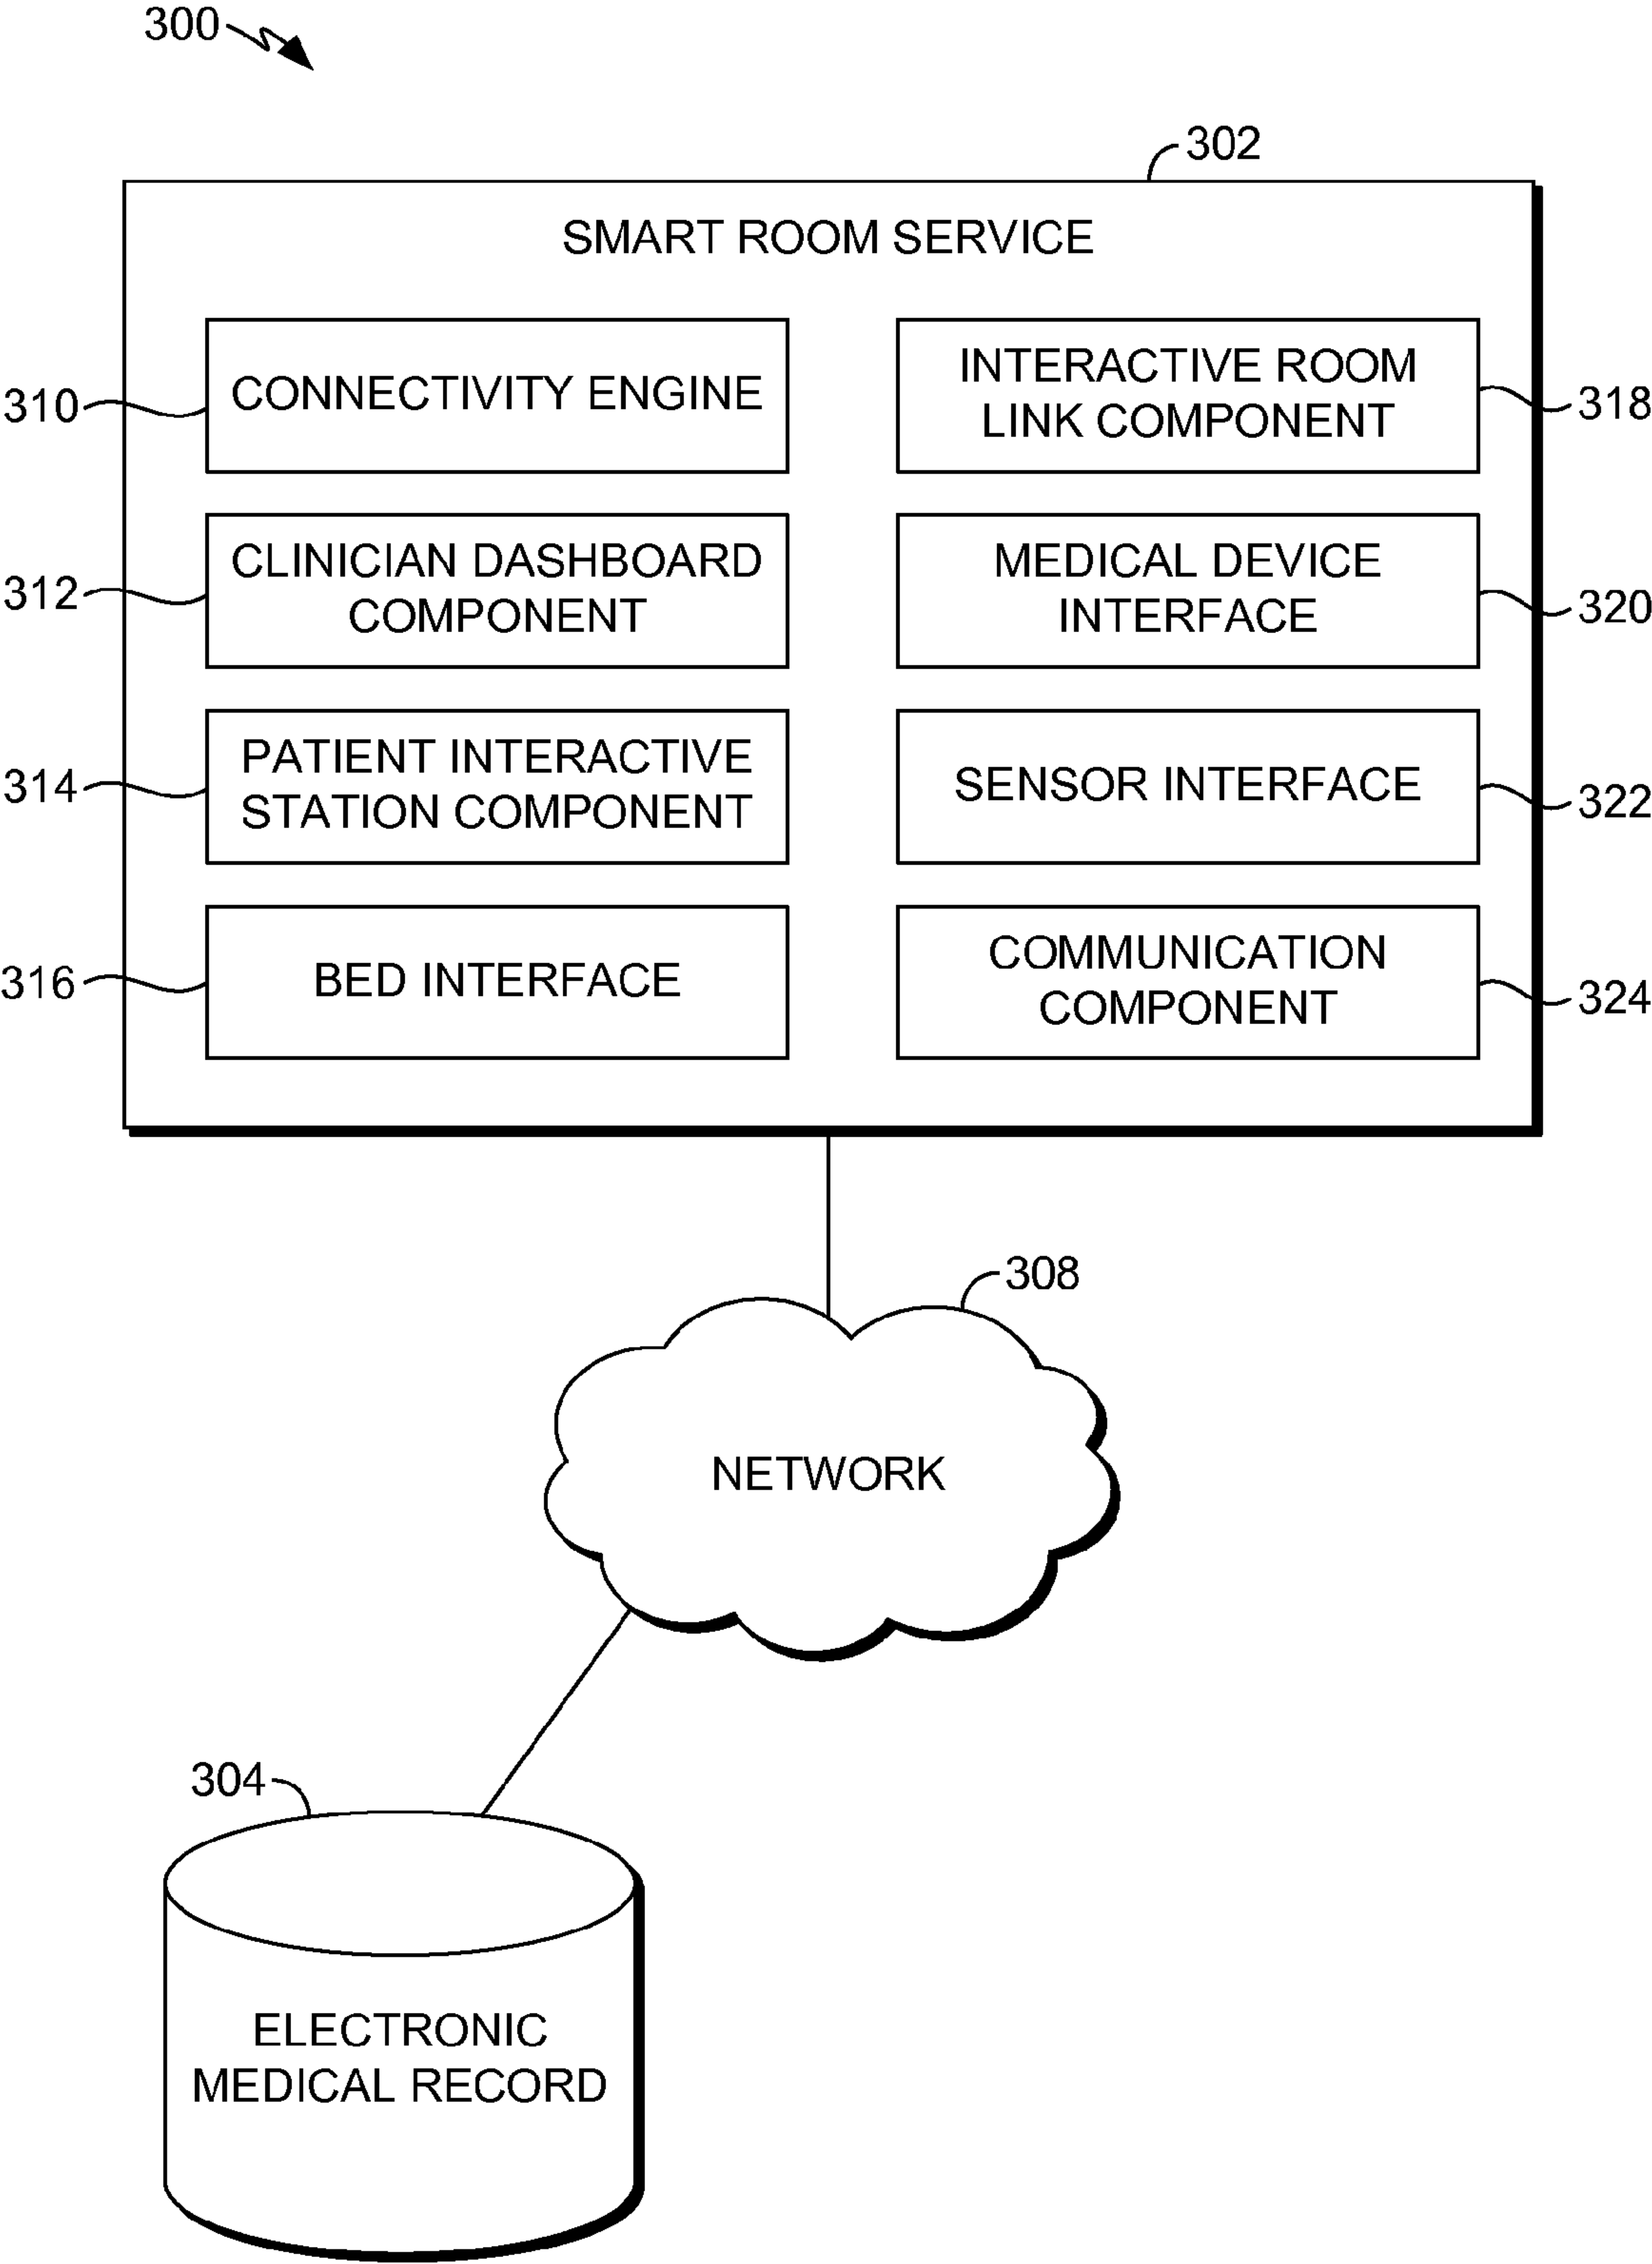 300
302
SMART ROOM SERVICE
310
CONNECTIVITY ENGINE
312
CLINICIAN DASHBOARD
COMPONENT
314
PATIENT INTERACTIVE
STATION COMPONENT
316
BED INTERFACE
INTERACTIVE ROOM
LINK COMPONENT
318
MEDICAL DEVICE
INTERFACE
320
SENSOR INTERFACE
322
COMMUNICATION
COMPONENT
324
308
NETWORK
304
ELECTRONIC
MEDICAL RECORD